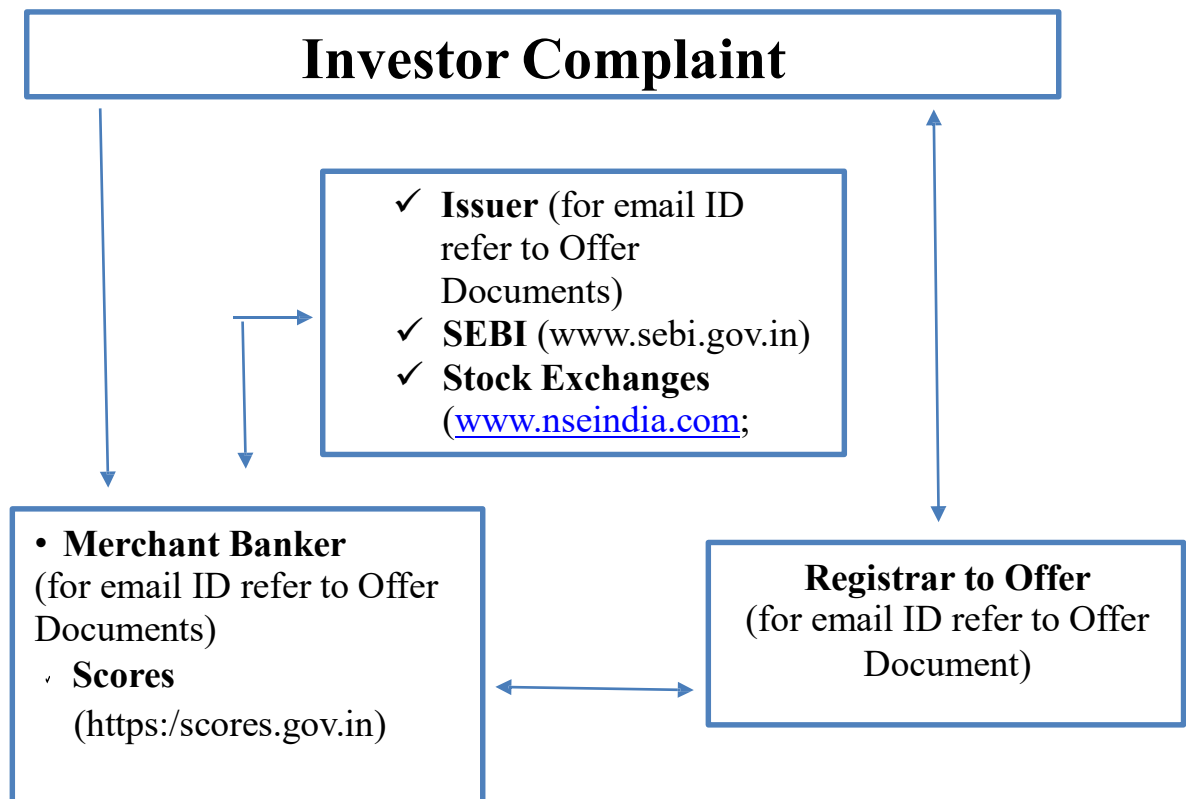 Investor Complaint
✓ Issuer (for email ID
refer to Offer
Documents)
✓ SEBI (www.sebi.gov.in)
✓ Stock Exchanges
(www.nseindia.com;
• Merchant Banker
(for email ID refer to Offer
Documents)
✓ Scores
(https:/scores.gov.in)
Registrar to Offer
(for email ID refer to Offer
Document)